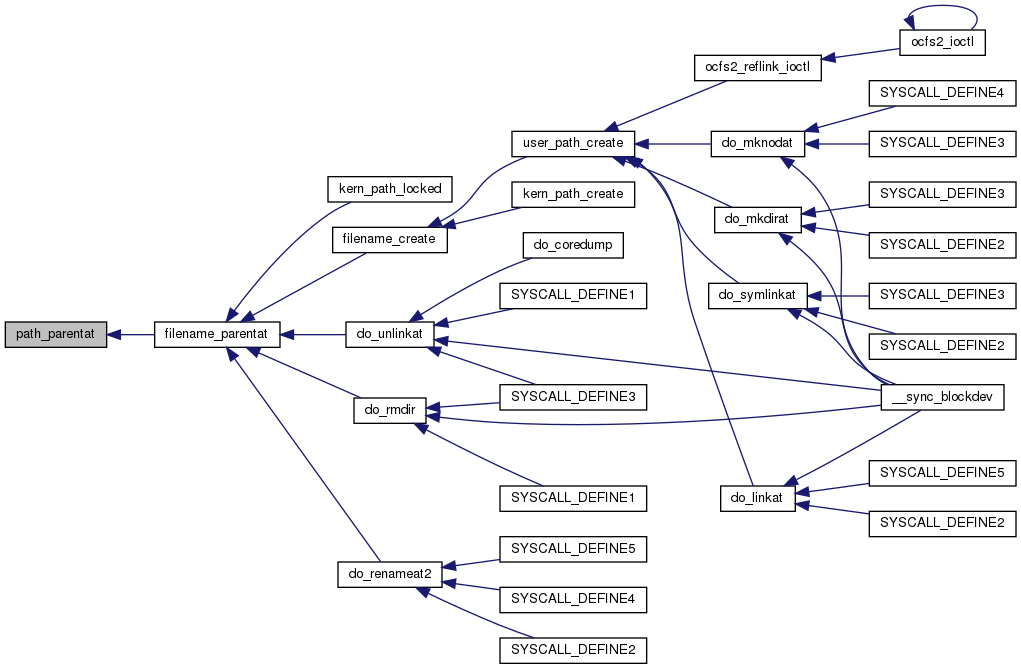 ocfs2_ioctl
ocfs2_reflink_ioctl
SYSCALL_DEFINE4
user_path_create
do_mknodat
SYSCALL_DEFINE3
kern_path_locked
kern_path_create
SYSCALL_DEFINE3
do_mkdirat
filename_create
do_coredump
SYSCALL_DEFINE2
SYSCALL_DEFINE1
do_symlinkat
SYSCALL_DEFINE3
path_parentat
filename_parentat
do_unlinkat
SYSCALL_DEFINE2
SYSCALL_DEFINE3
__sync_blockdev
do_rmdir
SYSCALL_DEFINE5
SYSCALL_DEFINE1
do_linkat
SYSCALL_DEFINE2
SYSCALL_DEFINE5
do_renameat2
SYSCALL_DEFINE4
SYSCALL_DEFINE2